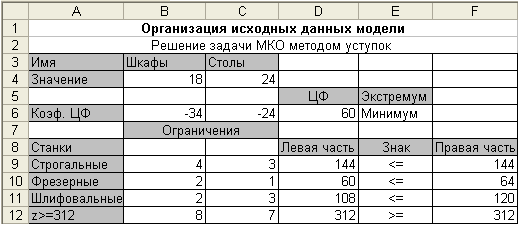 A B C D E F
1 Организация исходных данных модели
2 Решение задачи МКО методом уступок
3 Имя Шкафы Столы
4 Значение 18 24
5 ЦФ Экстремум
6 Коэф. ЦФ -34 -24 60 Минимум
7 Ограничения
8 Станки Левая часть Знак Правая часть
9 Строгальные 4 3 144 <= 144
10 Фрезерные 2 1 60 <= 64
11 Шлифовальные 2 3 108 <= 120
12 z>=312 8 7 312 >= 312